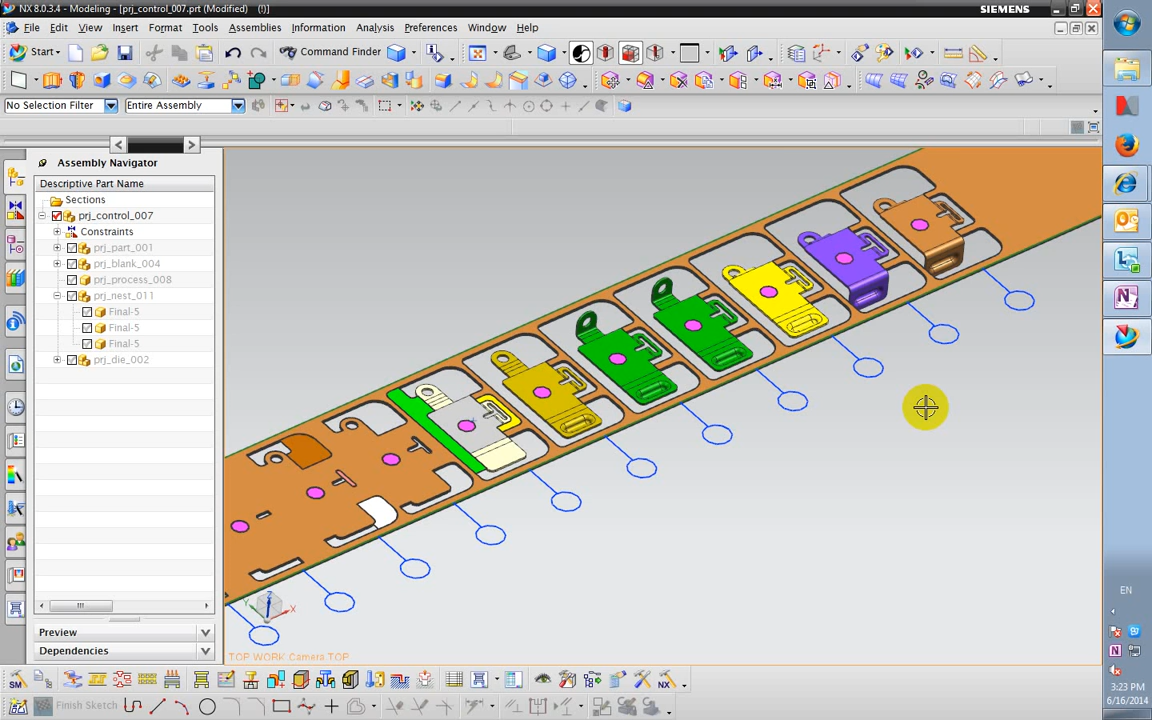 NX 8.0.3.4 - Modeling - [prj_control_007.prt (Modified) (!)]
SIEMENS
File Edit View Insert Format Tools Assemblies Information Analysis Preferences Window Help
Start
Command Finder
No Selection Filter
Entire Assembly
Assembly Navigator
Descriptive Part Name
Sections
prj_control_007
Constraints
prj_part_001
prj_blank_004
prj_process_008
prj_nest_011
Final-5
Final-5
Final-5
prj_die_002
Preview
Dependencies
Z
Y
X
TOP WORK Camera TOP
SM
NX
Finish Sketch
EN
3:23 PM
6/16/2014